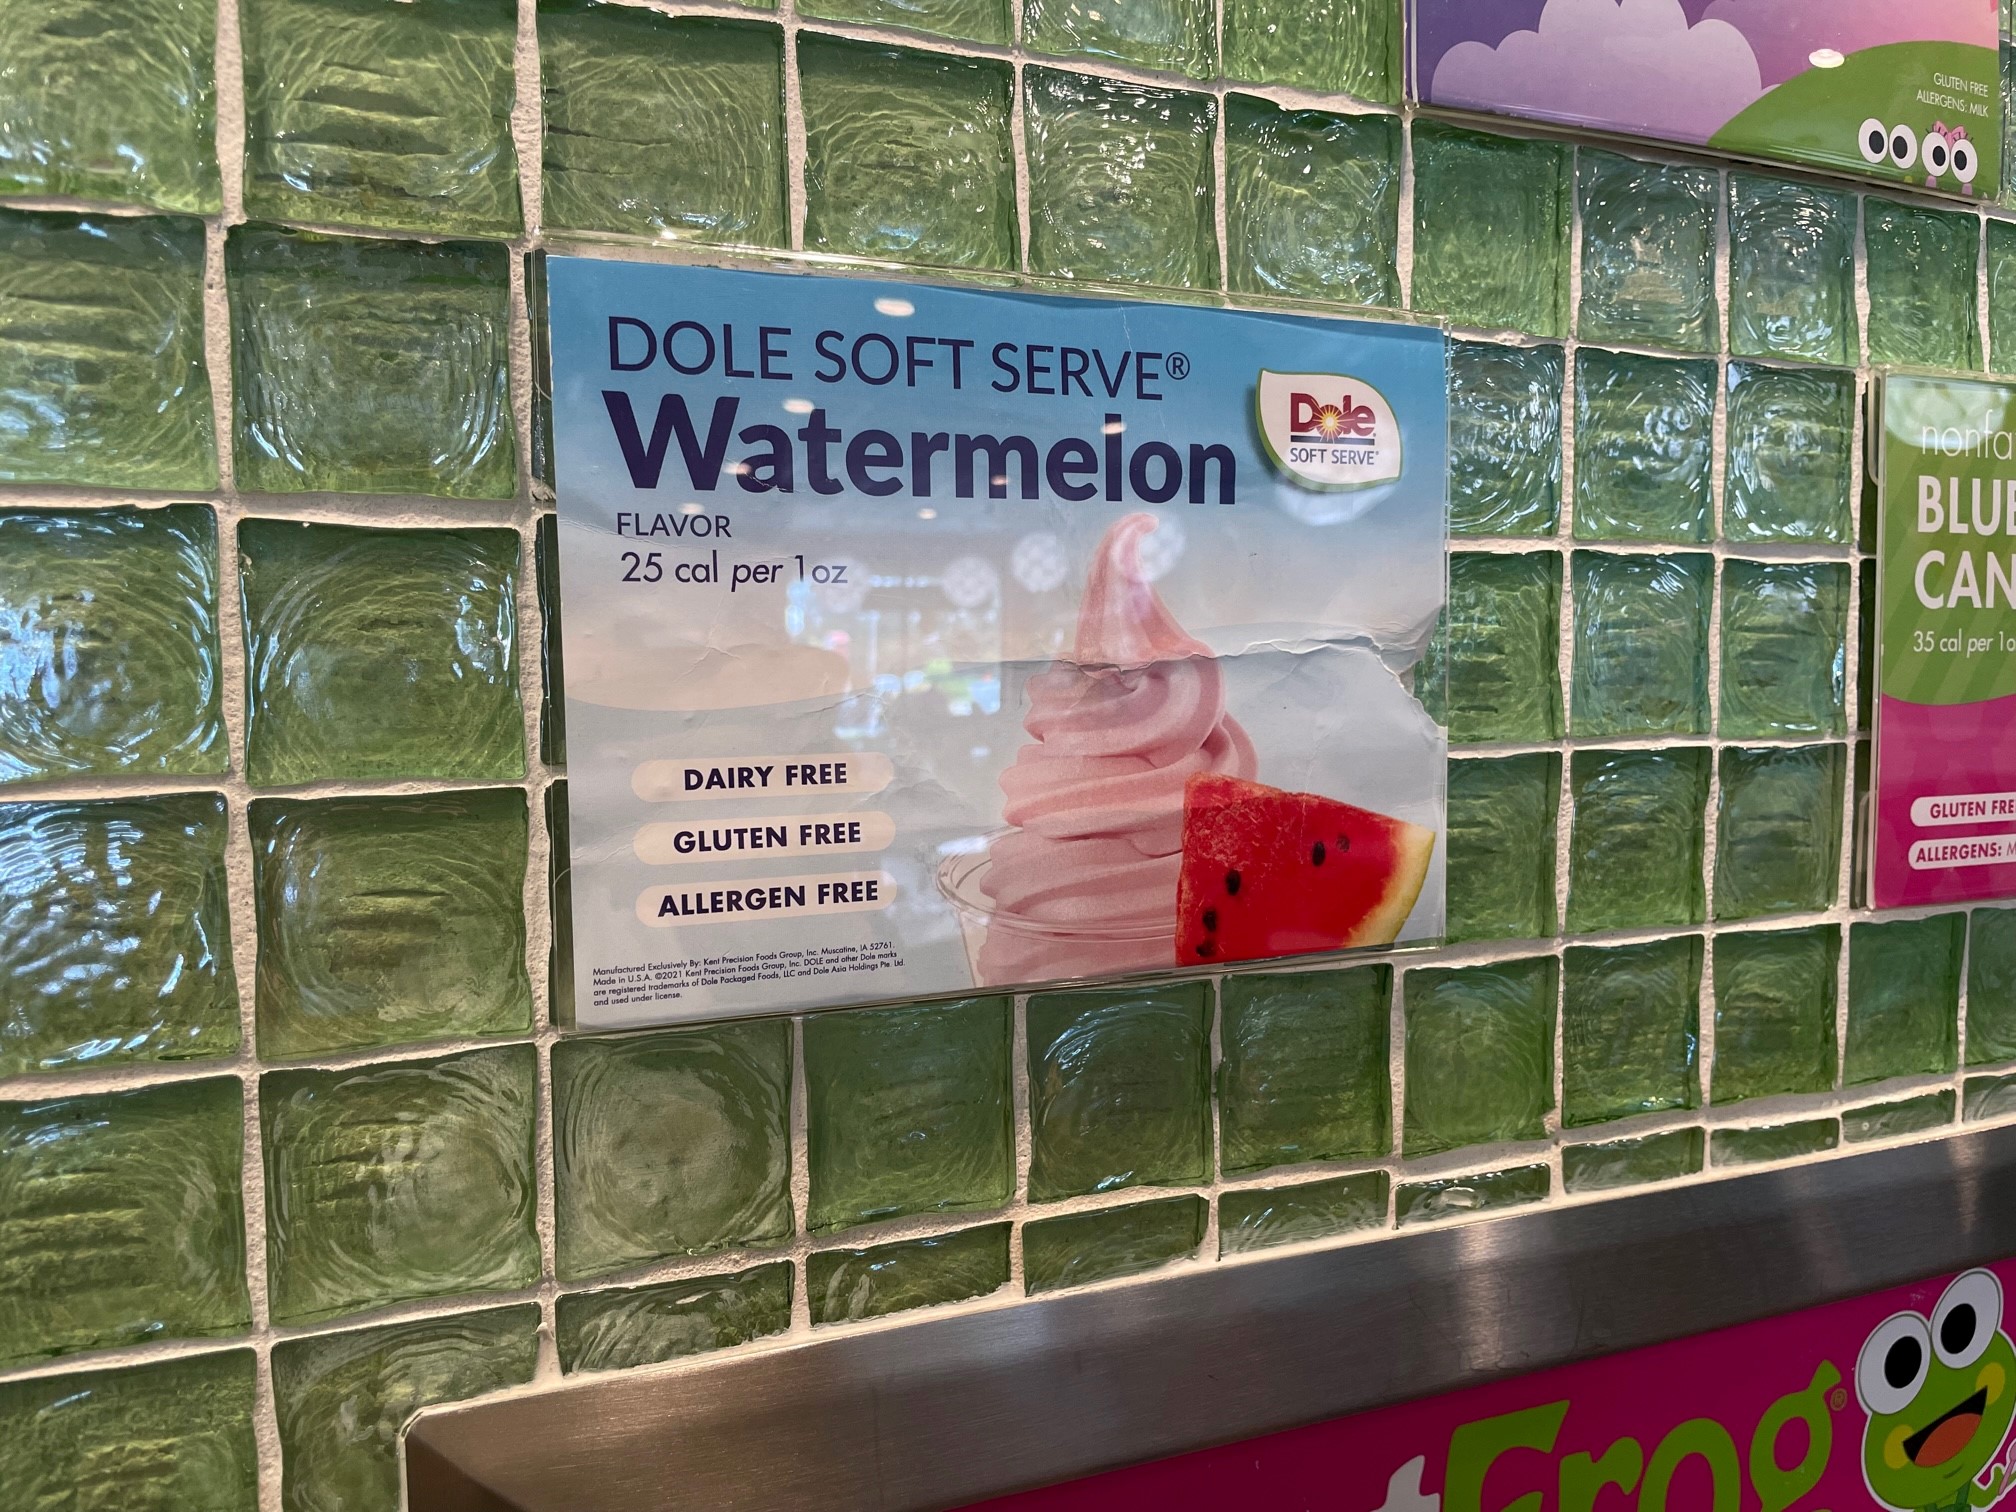 GLUTEN FREE
ALLERGENS: MILK
DOLE SOFT SERVE®
Watermelon
FLAVOR
25 cal per 1oz
Dole®
SOFT SERVE®
DAIRY FREE
GLUTEN FREE
ALLERGEN FREE
Manufactured Exclusively By: Kent Precision Foods Group, Inc. Muscatine, IA 52761.
Made in U.S.A. ©2021 Kent Precision Foods Group, Inc. DOLE and other Dole marks
are registered trademarks of Dole Packaged Foods, LLC and Dole Asia Holdings Pte. Ltd.
and used under license.
nonfa
BLUE
CAN
35 cal per 1o
GLUTEN FRE
ALLERGENS: M
tFrog®